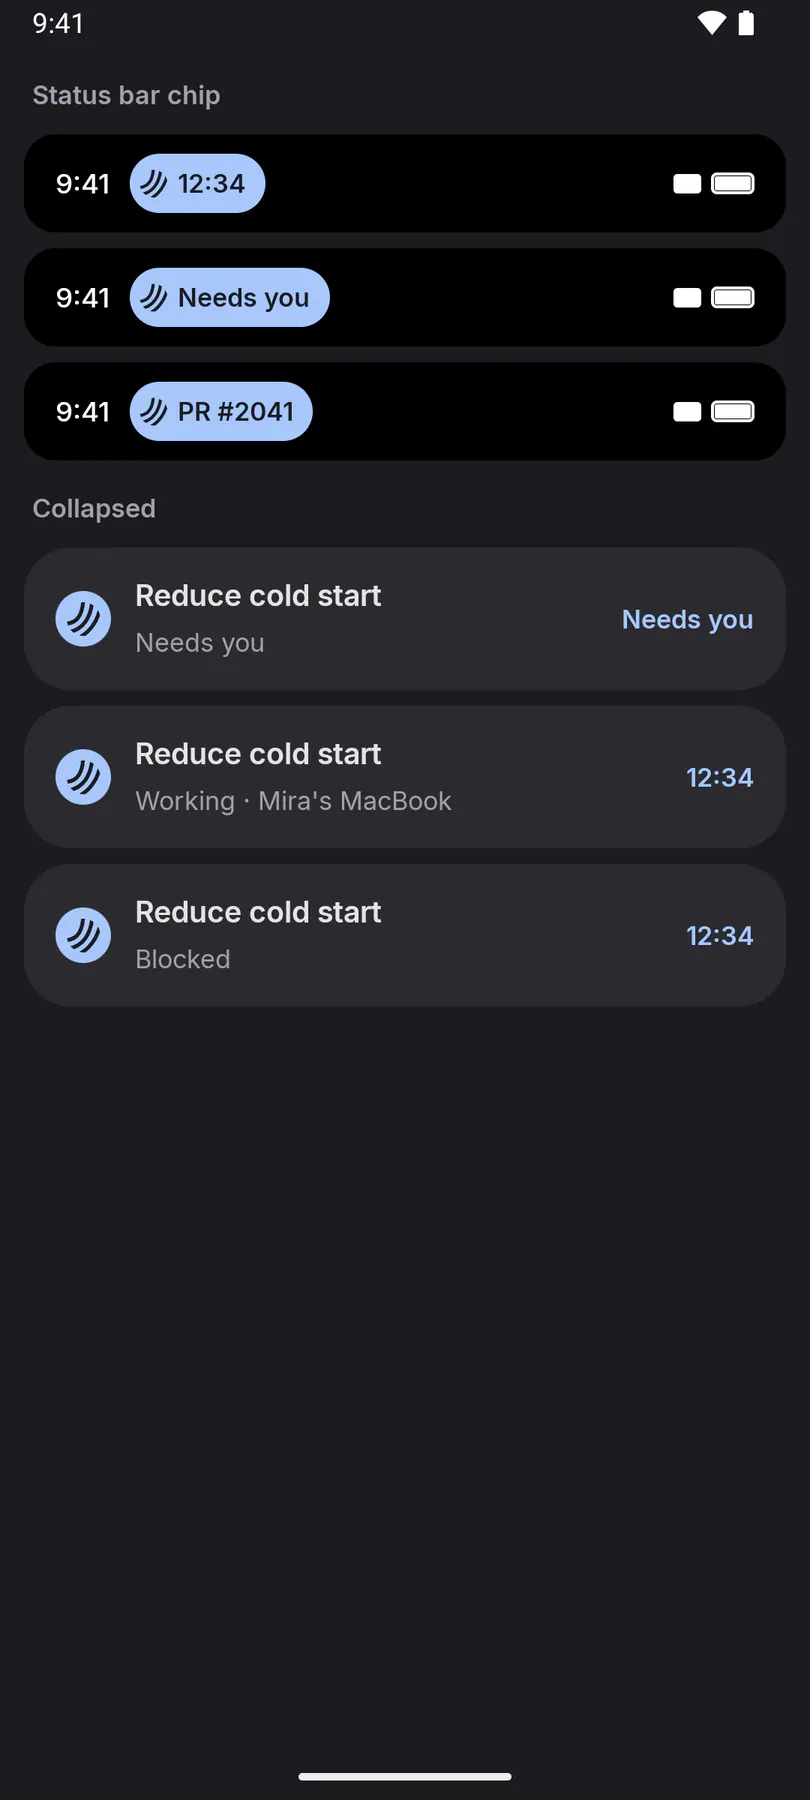 9:41
Status bar chip
9:41 12:34
9:41 Needs you
9:41 PR #2041
Collapsed
Reduce cold start
Needs you
Needs you
Reduce cold start
Working · Mira's MacBook
12:34
Reduce cold start
Blocked
12:34